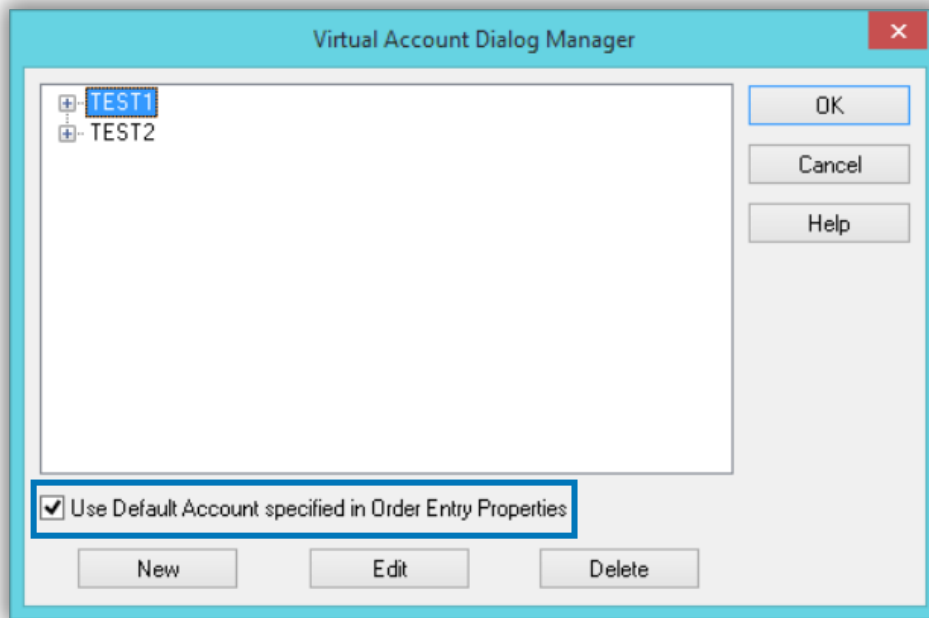 Virtual Account Dialog Manager
TEST1
TEST2
OK
Cancel
Help
Use Default Account specified in Order Entry Properties
New
Edit
Delete